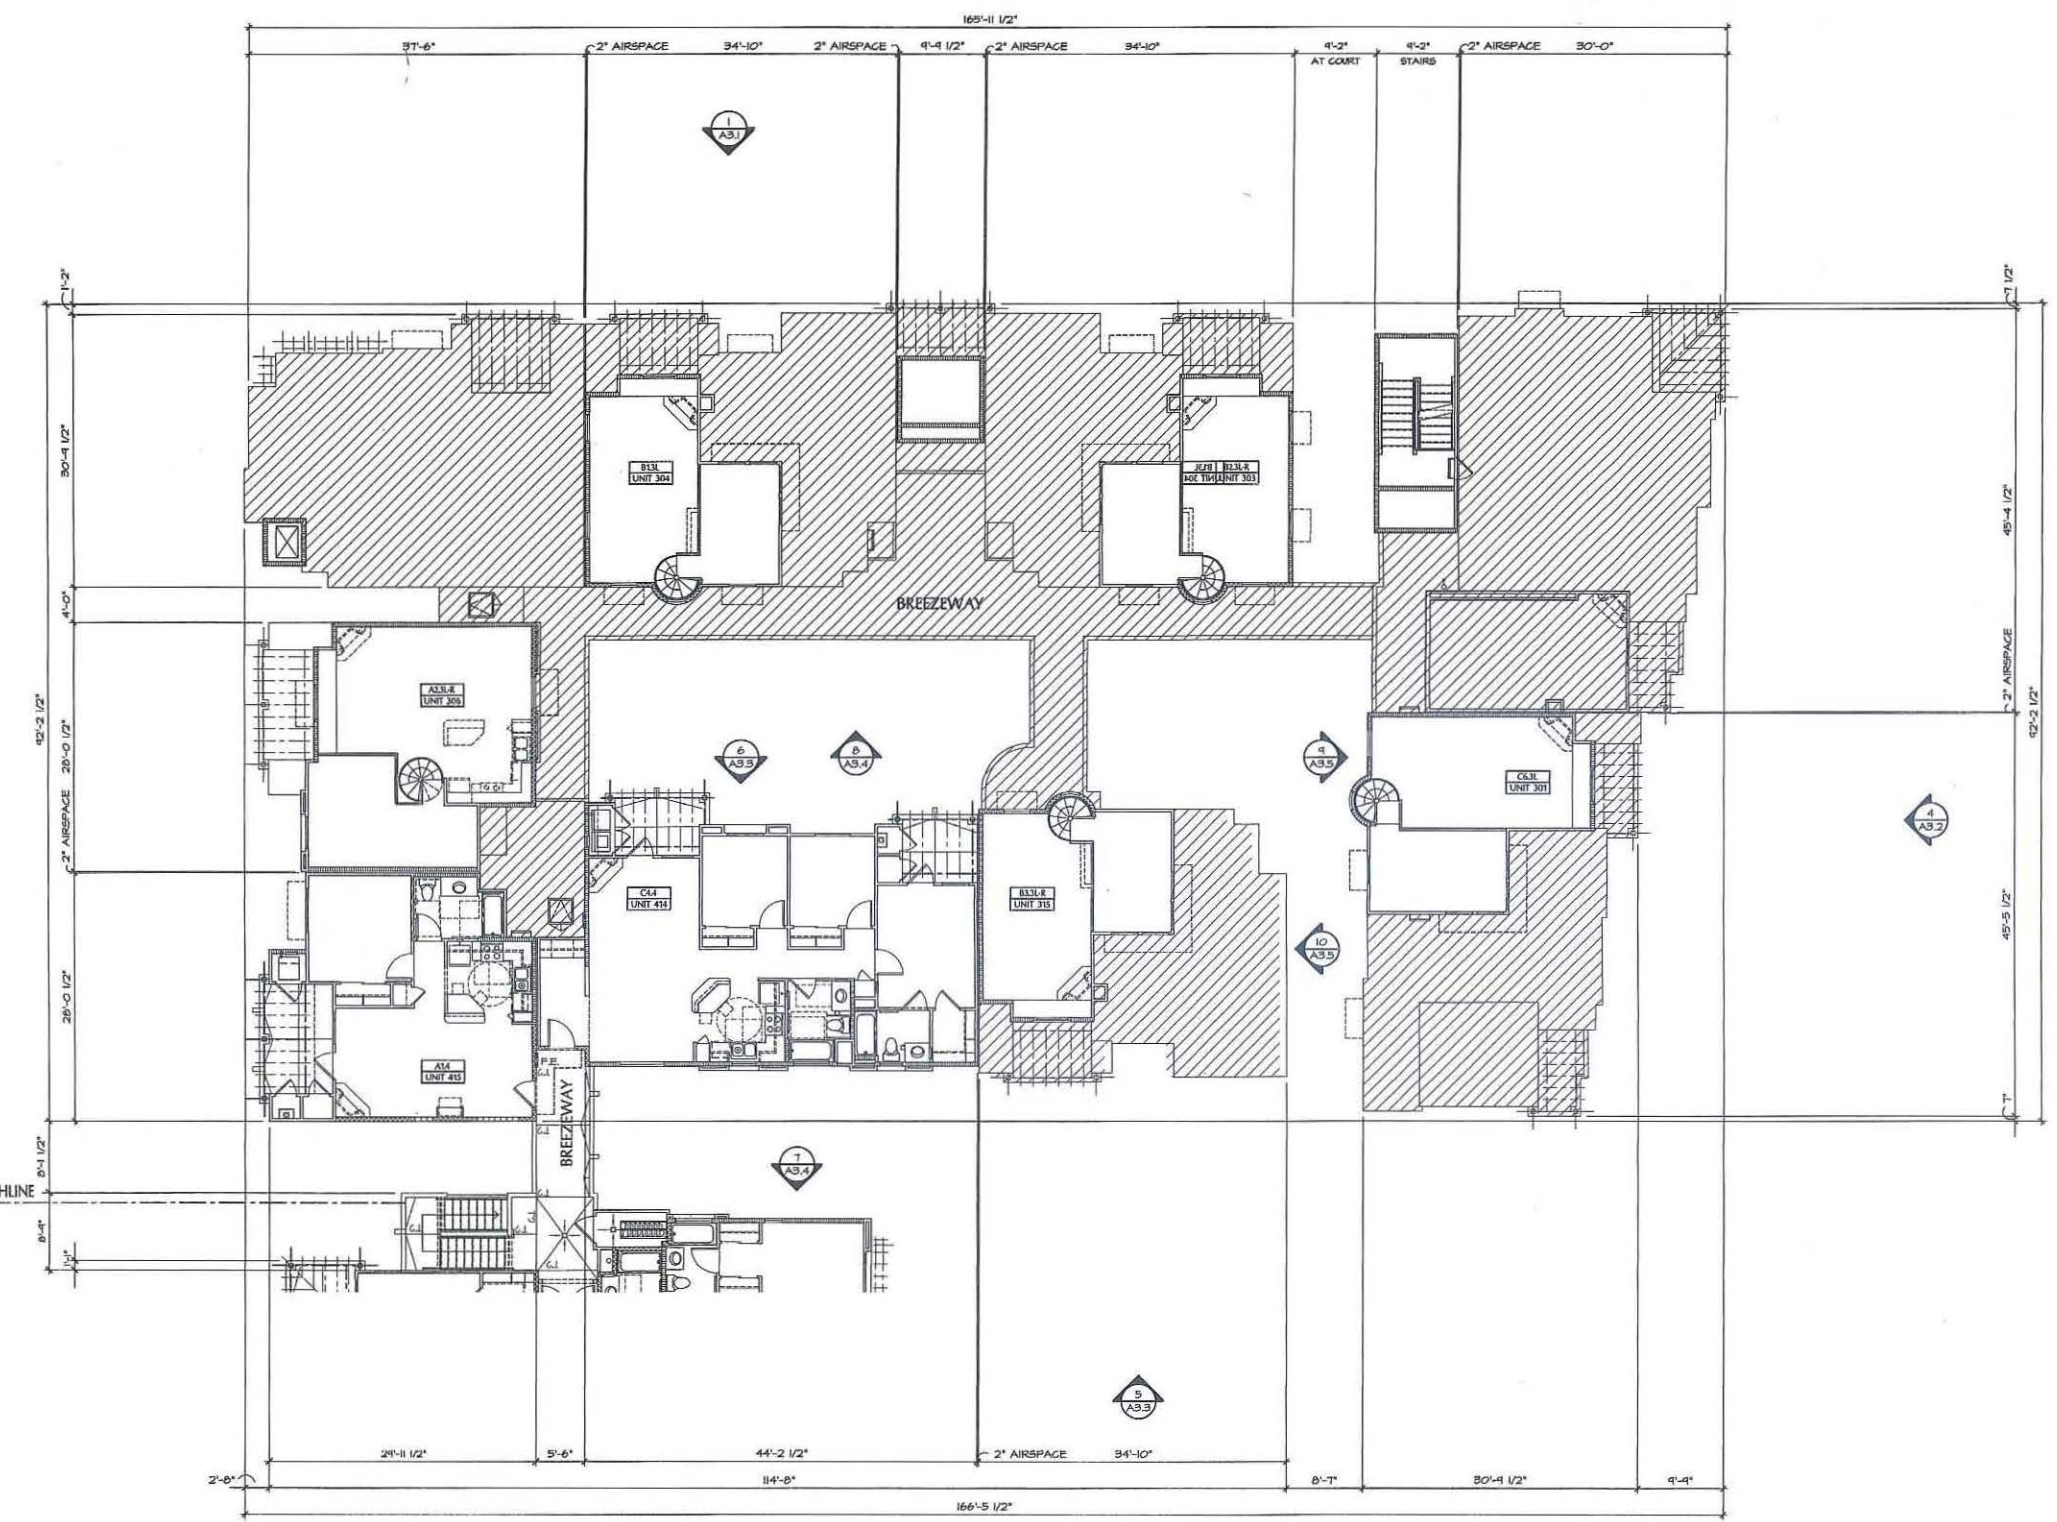 165'-11 1/2"
37'-6"
2" AIRSPACE
34'-10"
2" AIRSPACE
9'-9 1/2"
2" AIRSPACE
34'-10"
9'-2"
AT COURT
9'-2"
STAIRS
2" AIRSPACE
30'-0"
1
A3.1
1'-2"
7 1/2"
30'-9 1/2"
B1.3L
UNIT 304
B2.3L-R
UNIT 303
45'-4 1/2"
4'-0"
BREEZEWAY
92'-2 1/2"
28'-0 1/2"
2" AIRSPACE
A2.3L-R
UNIT 306
6
A3.3
8
A3.4
9
A3.5
C6.3L
UNIT 301
2" AIRSPACE
92'-2 1/2"
4
A3.2
C4.4
UNIT 414
B3.3L-R
UNIT 315
10
A3.5
45'-5 1/2"
28'-0 1/2"
A1.4
UNIT 415
BREEZEWAY
7"
8'-1 1/2"
7
A3.4
HLINE
8'-9"
1'-1"
5
A3.3
29'-11 1/2"
5'-6"
44'-2 1/2"
2" AIRSPACE
34'-10"
2'-8"
114'-8"
8'-7"
30'-9 1/2"
9'-9"
166'-5 1/2"